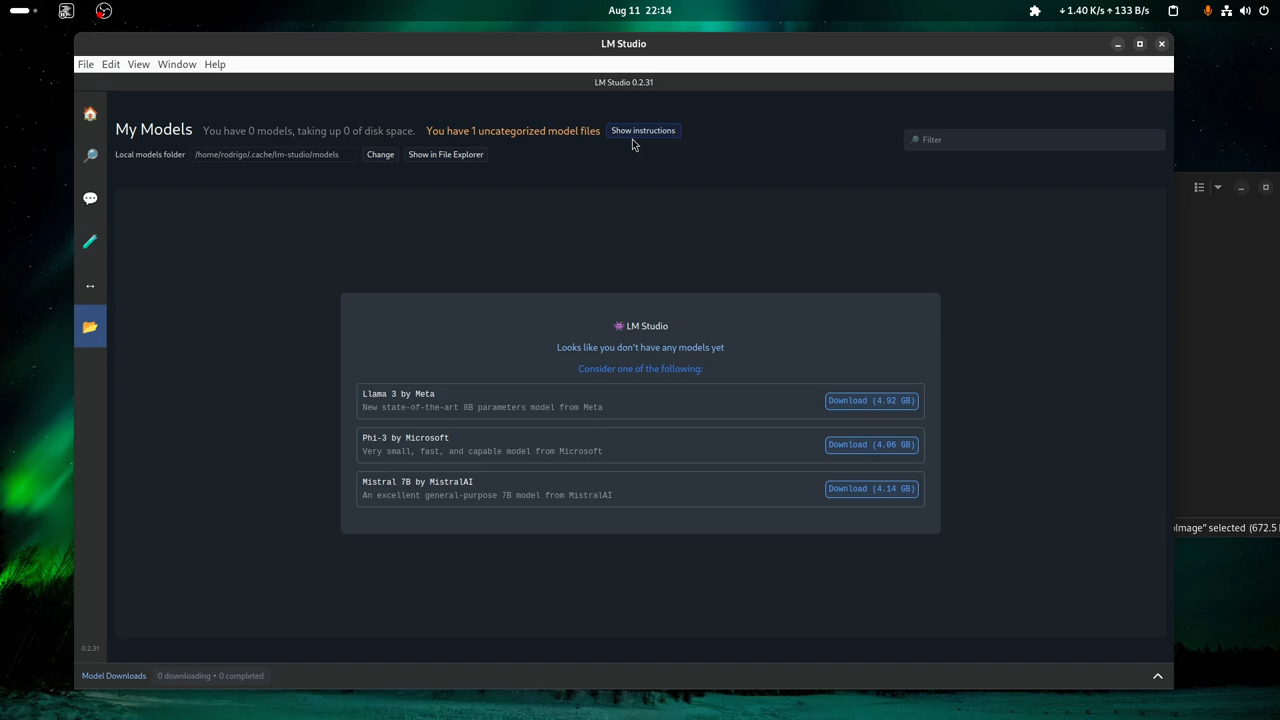 Aug 11 22:14
↓ 1.40 K/s ↑ 133 B/s
LM Studio
File Edit View Window Help
LM Studio 0.2.31
My Models
You have 0 models, taking up 0 of disk space.
You have 1 uncategorized model files
Show instructions
Filter
Local models folder
/home/rodrigo/.cache/lm-studio/models
Change
Show in File Explorer
LM Studio
Looks like you don't have any models yet
Consider one of the following:
Llama 3 by Meta
New state-of-the-art 8B parameters model from Meta
Download (4.92 GB)
Phi-3 by Microsoft
Very small, fast, and capable model from Microsoft
Download (4.06 GB)
Mistral 7B by MistralAI
An excellent general-purpose 7B model from MistralAI
Download (4.14 GB)
Image" selected (672.5
0.2.31
Model Downloads
0 downloading • 0 completed